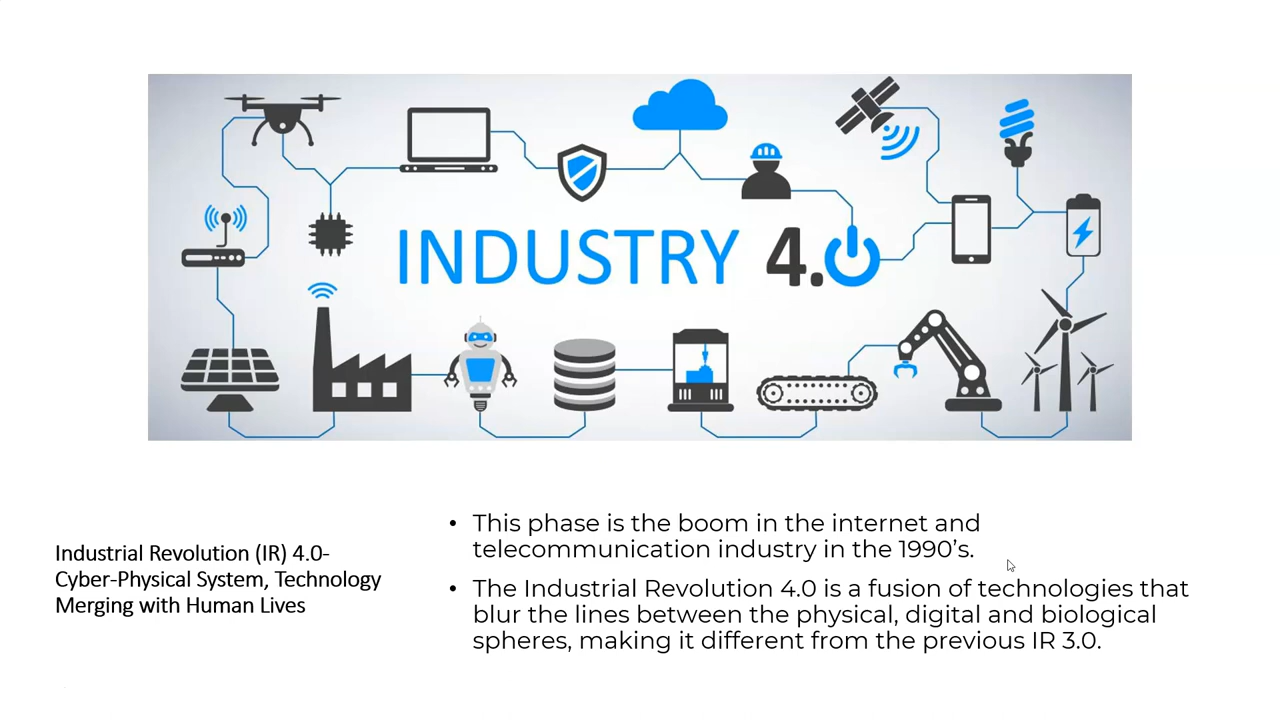 INDUSTRY 4.0
Industrial Revolution (IR) 4.0-
Cyber-Physical System, Technology
Merging with Human Lives
• This phase is the boom in the internet and
telecommunication industry in the 1990’s.
• The Industrial Revolution 4.0 is a fusion of technologies that
blur the lines between the physical, digital and biological
spheres, making it different from the previous IR 3.0.